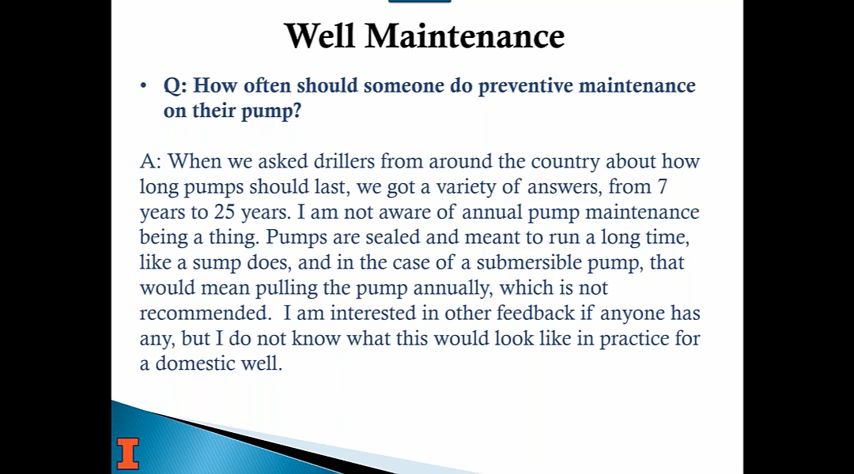 Well Maintenance
• Q: How often should someone do preventive maintenance
on their pump?
A: When we asked drillers from around the country about how
long pumps should last, we got a variety of answers, from 7
years to 25 years. I am not aware of annual pump maintenance
being a thing. Pumps are sealed and meant to run a long time,
like a sump does, and in the case of a submersible pump, that
would mean pulling the pump annually, which is not
recommended.  I am interested in other feedback if anyone has
any, but I do not know what this would look like in practice for
a domestic well.
I